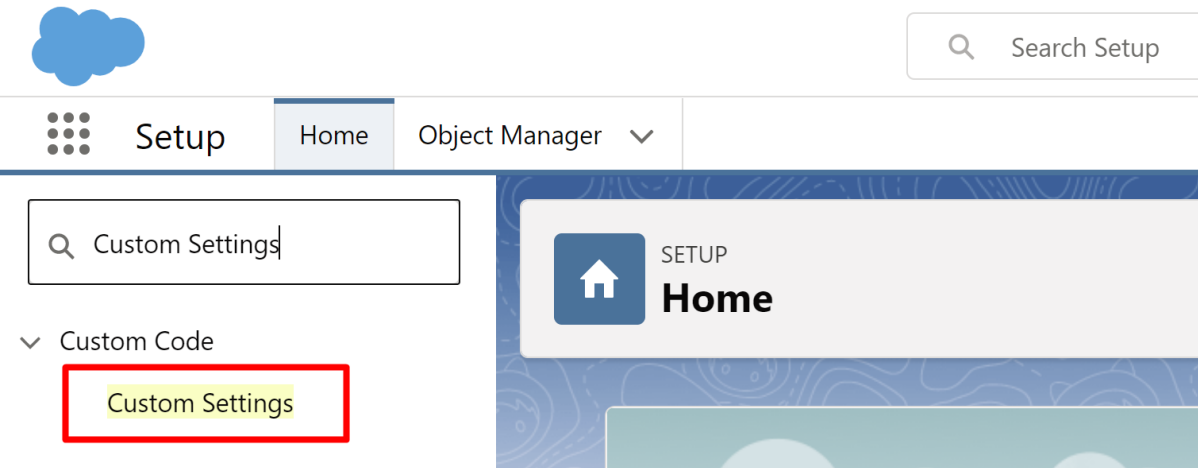 Search Setup
Setup
Home
Object Manager
Custom Settings
SETUP
Home
Custom Code
Custom Settings